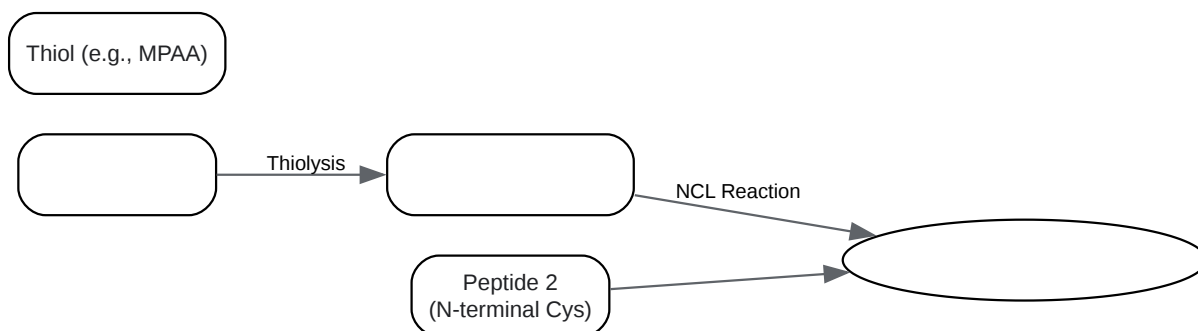 Thiol (e.g., MPAA)
Thiolysis
NCL Reaction
Peptide 2
(N-terminal Cys)